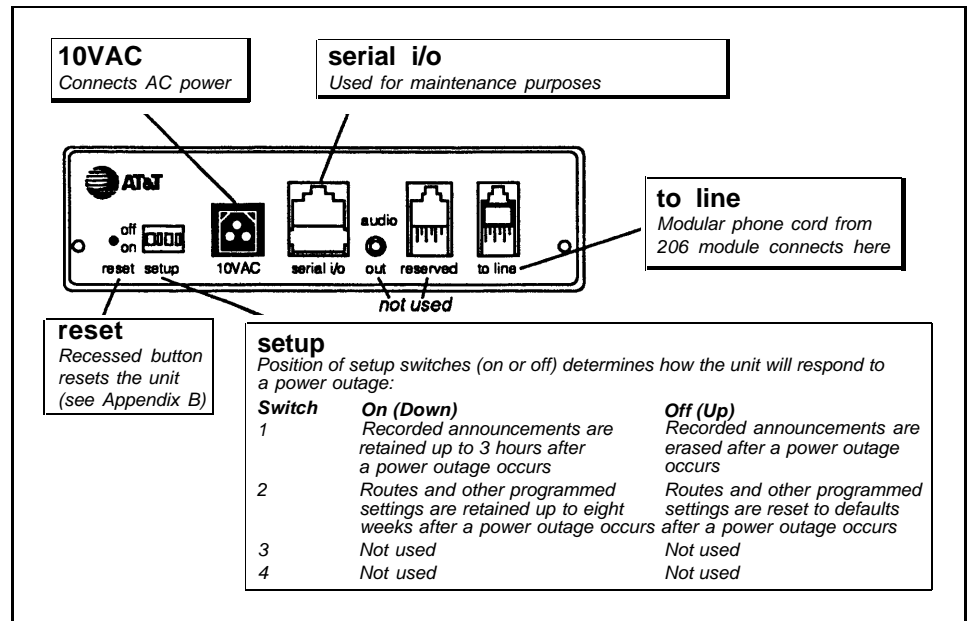 10VAC
Connects AC power
serial i/o
Used for maintenance purposes
AT&T
off
on
reset
setup
10VAC
serial i/o
audio
out
reserved
to line
not used
to line
Modular phone cord from
206 module connects here
reset
Recessed button
resets the unit
(see Appendix B)
setup
Position of setup switches (on or off) determines how the unit will respond to
a power outage:
Switch On (Down) Off (Up)
1 Recorded announcements are Recorded announcements are
retained up to 3 hours after erased after a power outage
a power outage occurs occurs
2 Routes and other programmed Routes and other programmed
settings are retained up to eight settings are reset to defaults
weeks after a power outage occurs after a power outage occurs
3 Not used Not used
4 Not used Not used